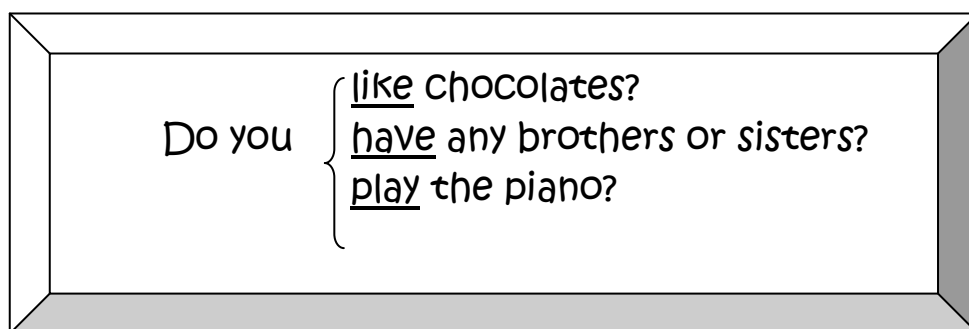 like chocolates?
Do you have any brothers or sisters?
play the piano?